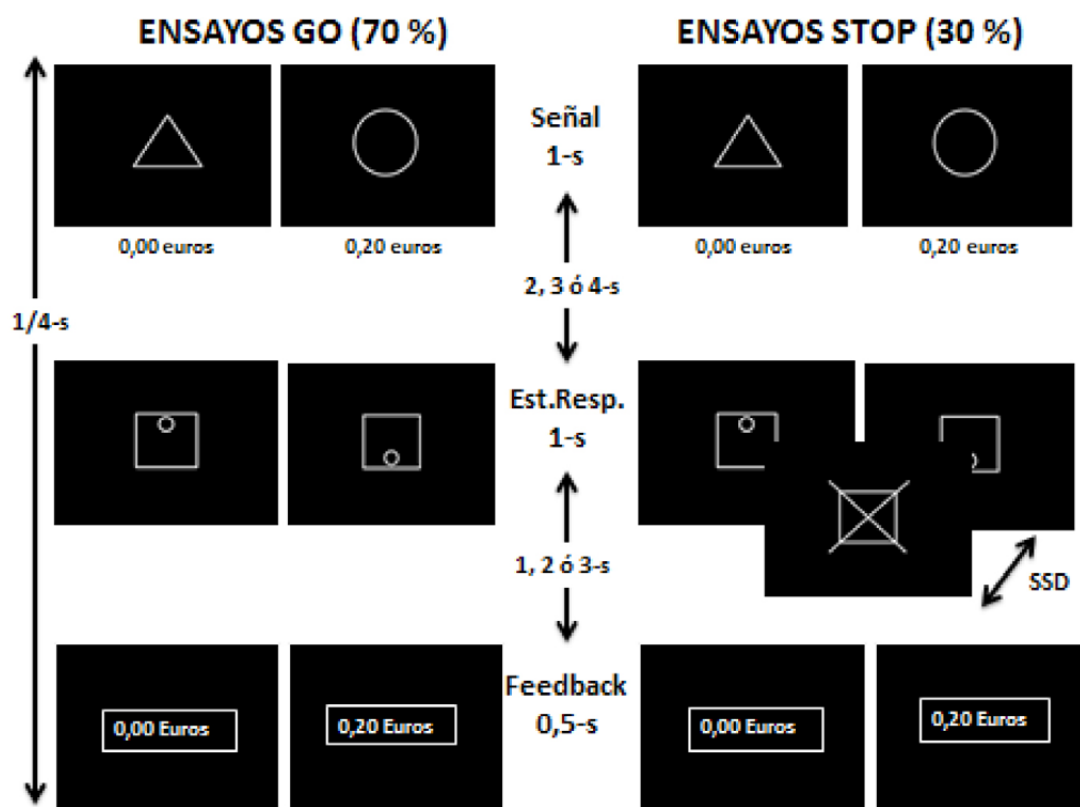 ENSAYOS GO (70 %)
ENSAYOS STOP (30 %)
Señal
1-s
0,00 euros
0,20 euros
0,00 euros
0,20 euros
2, 3 ó 4-s
1/4-s
Est.Resp.
1-s
1, 2 ó 3-s
SSD
Feedback
0,5-s
0,00 Euros
0,20 Euros
0,00 Euros
0,20 Euros